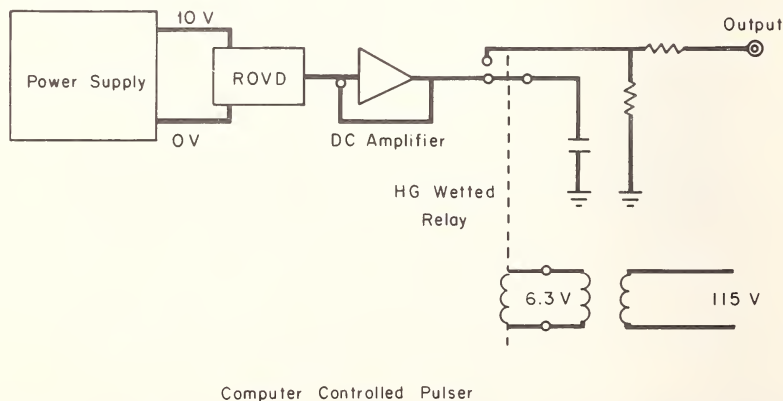 10 V
Output
Power Supply
ROVD
0 V
DC Amplifier
HG Wetted
Relay
6.3 V
115 V
Computer Controlled Pulser